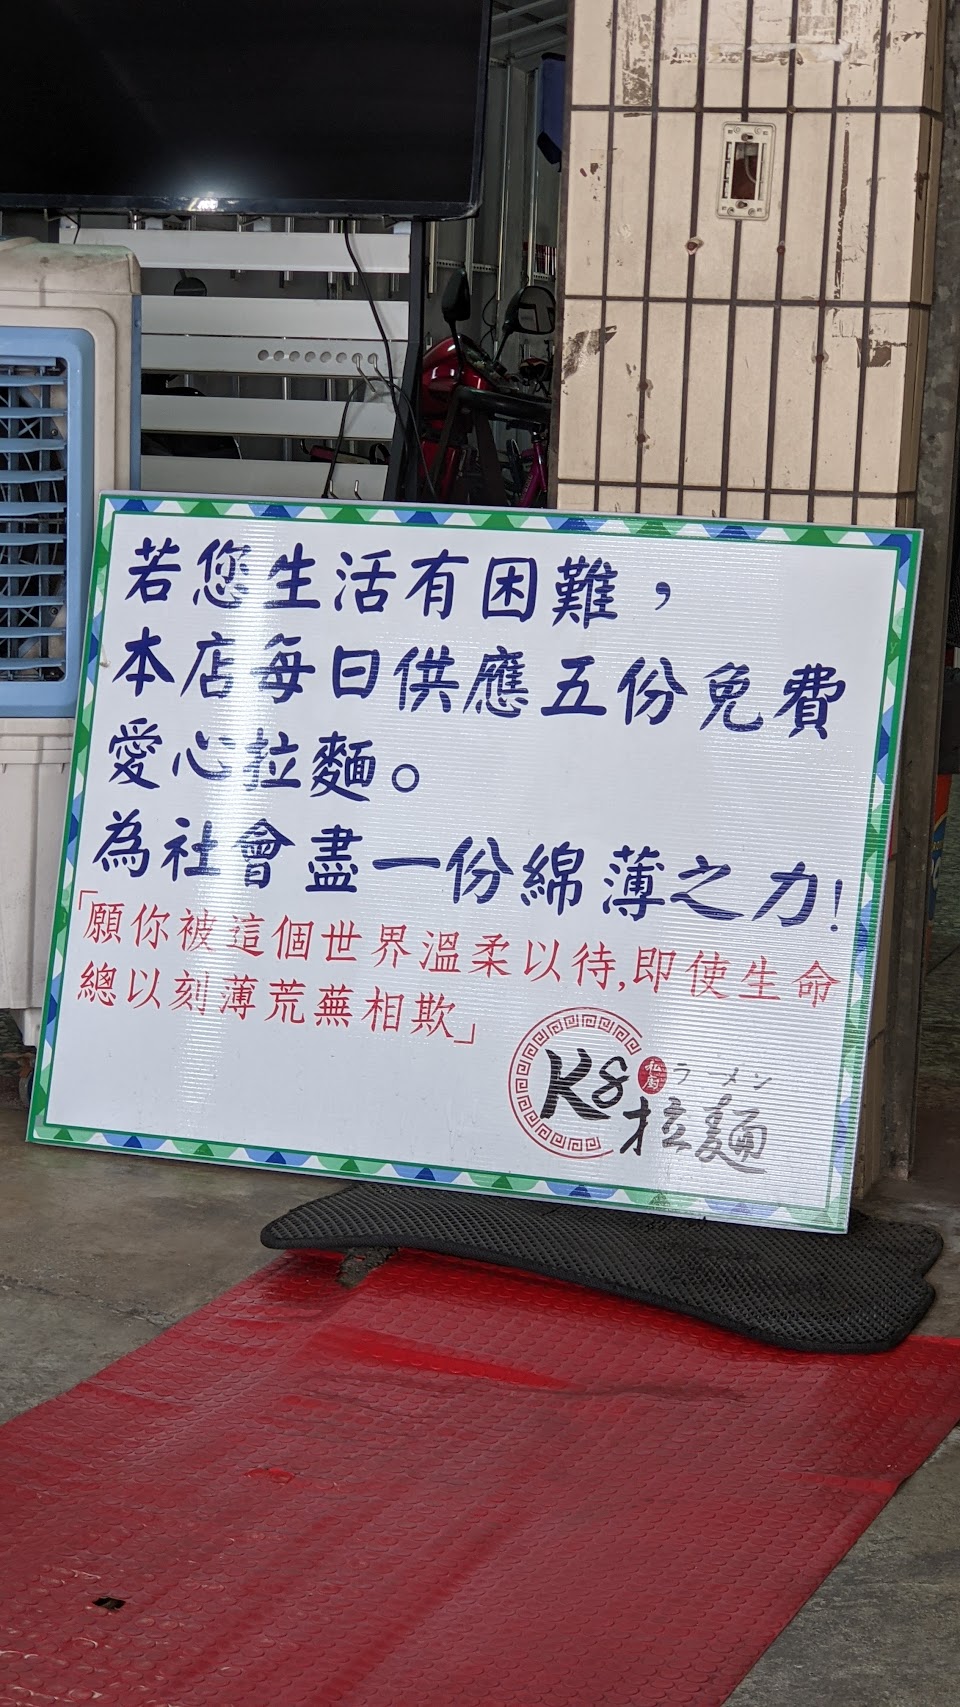 若您生活有困難，
本店每日供應五份免費
愛心拉麵。
為社會盡一份綿薄之力!
「願你被這個世界溫柔以待,即使生命
總以刻薄荒蕪相欺」
K8
私廚
ラーメン
拉麵